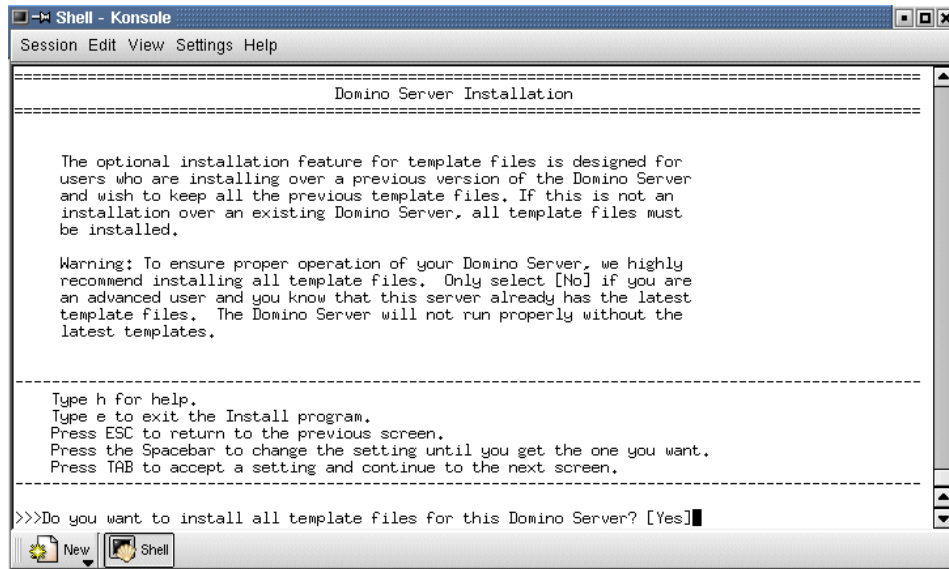 Shell - Konsole
Session Edit View Settings Help
================================================================================
Domino Server Installation
================================================================================
The optional installation feature for template files is designed for
users who are installing over a previous version of the Domino Server
and wish to keep all the previous template files. If this is not an
installation over an existing Domino Server, all template files must
be installed.
Warning: To ensure proper operation of your Domino Server, we highly
recommend installing all template files.  Only select [No] if you are
an advanced user and you know that this server already has the latest
template files.  The Domino Server will not run properly without the
latest templates.
--------------------------------------------------------------------------------
Type h for help.
Type e to exit the Install program.
Press ESC to return to the previous screen.
Press the Spacebar to change the setting until you get the one you want.
Press TAB to accept a setting and continue to the next screen.
--------------------------------------------------------------------------------
>>>Do you want to install all template files for this Domino Server? [Yes]
New Shell